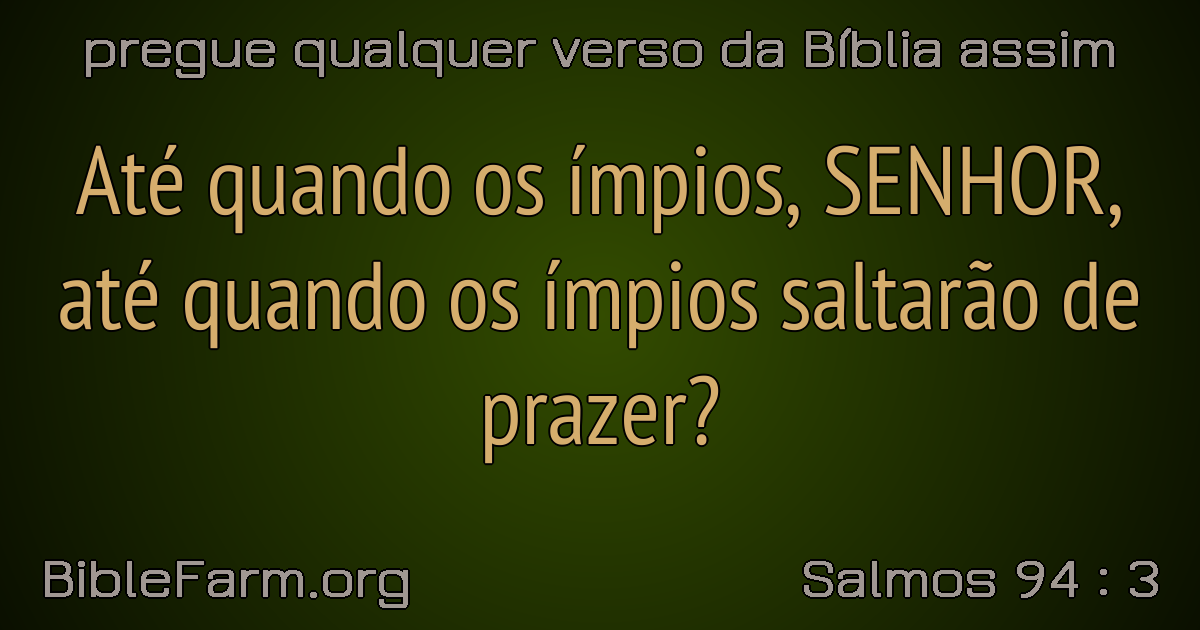 pregue qualquer verso da Bíblia assim
Até quando os ímpios, SENHOR,
até quando os ímpios saltarão de
prazer?
BibleFarm.org
Salmos 94 : 3